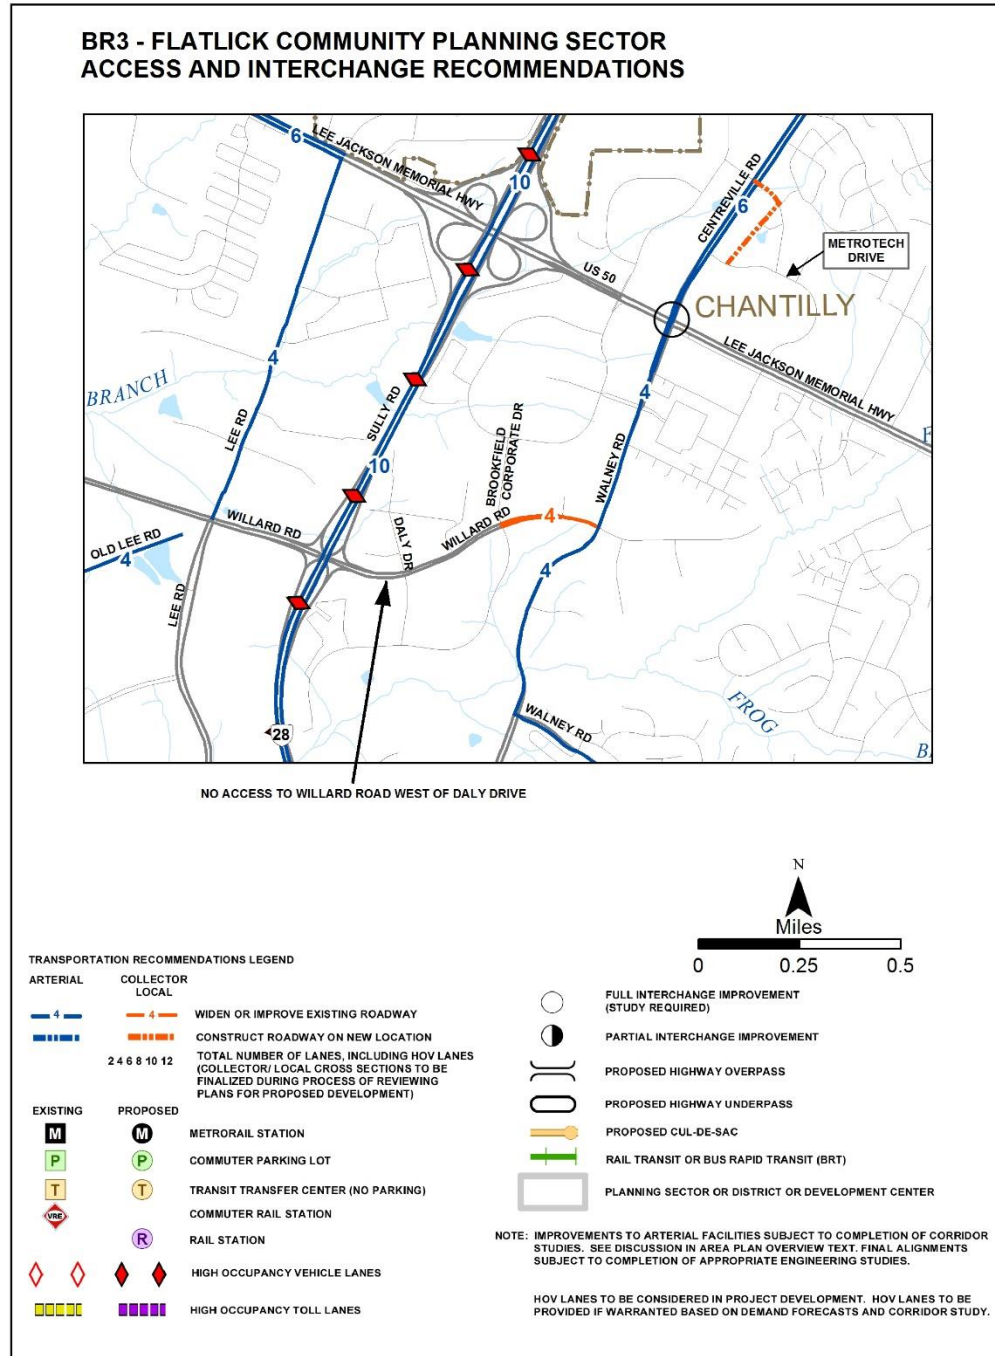 BR3 - FLATLICK COMMUNITY PLANNING SECTOR
ACCESS AND INTERCHANGE RECOMMENDATIONS
6
LEE JACKSON MEMORIAL HWY
10
CENTREVILLE RD
6
METROTECH
DRIVE
US 50
CHANTILLY
LEE JACKSON MEMORIAL HWY
4
BRANCH
LEE RD
SULLY RD
4
10
BROOKFIELD
CORPORATE DR
WALNEY RD
WILLARD RD
DALY DR
WILLARD RD
4
OLD LEE RD
4
4
LEE RD
FROG
WALNEY RD
28
NO ACCESS TO WILLARD ROAD WEST OF DALY DRIVE
N
Miles
0 0.25 0.5
TRANSPORTATION RECOMMENDATIONS LEGEND
ARTERIAL COLLECTOR
LOCAL
4 4 WIDEN OR IMPROVE EXISTING ROADWAY
CONSTRUCT ROADWAY ON NEW LOCATION
2 4 6 8 10 12 TOTAL NUMBER OF LANES, INCLUDING HOV LANES
(COLLECTOR/ LOCAL CROSS SECTIONS TO BE
FINALIZED DURING PROCESS OF REVIEWING
PLANS FOR PROPOSED DEVELOPMENT)
EXISTING PROPOSED
M M METRORAIL STATION
P P COMMUTER PARKING LOT
T T TRANSIT TRANSFER CENTER (NO PARKING)
VRE COMMUTER RAIL STATION
R RAIL STATION
HIGH OCCUPANCY VEHICLE LANES
HIGH OCCUPANCY TOLL LANES
FULL INTERCHANGE IMPROVEMENT
(STUDY REQUIRED)
PARTIAL INTERCHANGE IMPROVEMENT
PROPOSED HIGHWAY OVERPASS
PROPOSED HIGHWAY UNDERPASS
PROPOSED CUL-DE-SAC
RAIL TRANSIT OR BUS RAPID TRANSIT (BRT)
PLANNING SECTOR OR DISTRICT OR DEVELOPMENT CENTER
NOTE: IMPROVEMENTS TO ARTERIAL FACILITIES SUBJECT TO COMPLETION OF CORRIDOR
STUDIES. SEE DISCUSSION IN AREA PLAN OVERVIEW TEXT. FINAL ALIGNMENTS
SUBJECT TO COMPLETION OF APPROPRIATE ENGINEERING STUDIES.
HOV LANES TO BE CONSIDERED IN PROJECT DEVELOPMENT. HOV LANES TO BE
PROVIDED IF WARRANTED BASED ON DEMAND FORECASTS AND CORRIDOR STUDY.